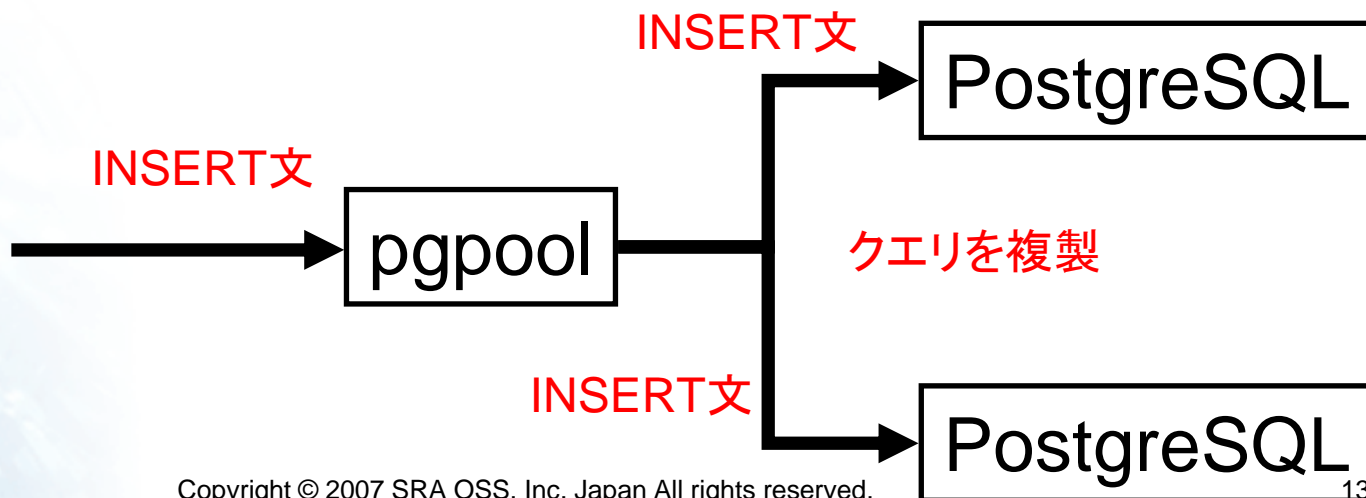 INSERT文
PostgreSQL
INSERT文
pgpool
クエリを複製
INSERT文
PostgreSQL
Copyright © 2007 SRA OSS, Inc. Japan All rights reserved.
13